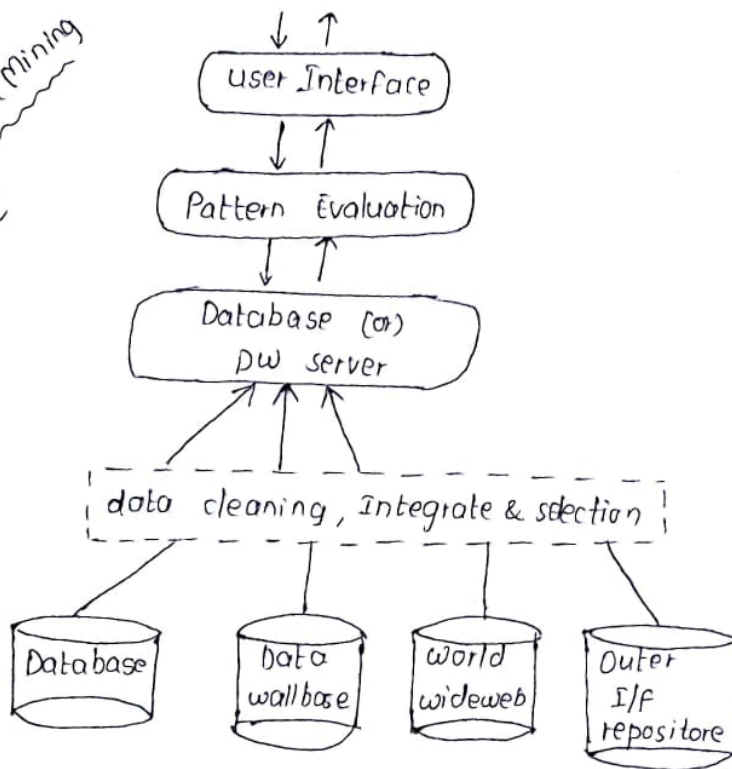 Mining
user Interface
Pattern Evaluation
Database (or)
DW server
data cleaning, Integrate & selection
Database
Data
wallbase
world
wideweb
Outer
I/f
repositore